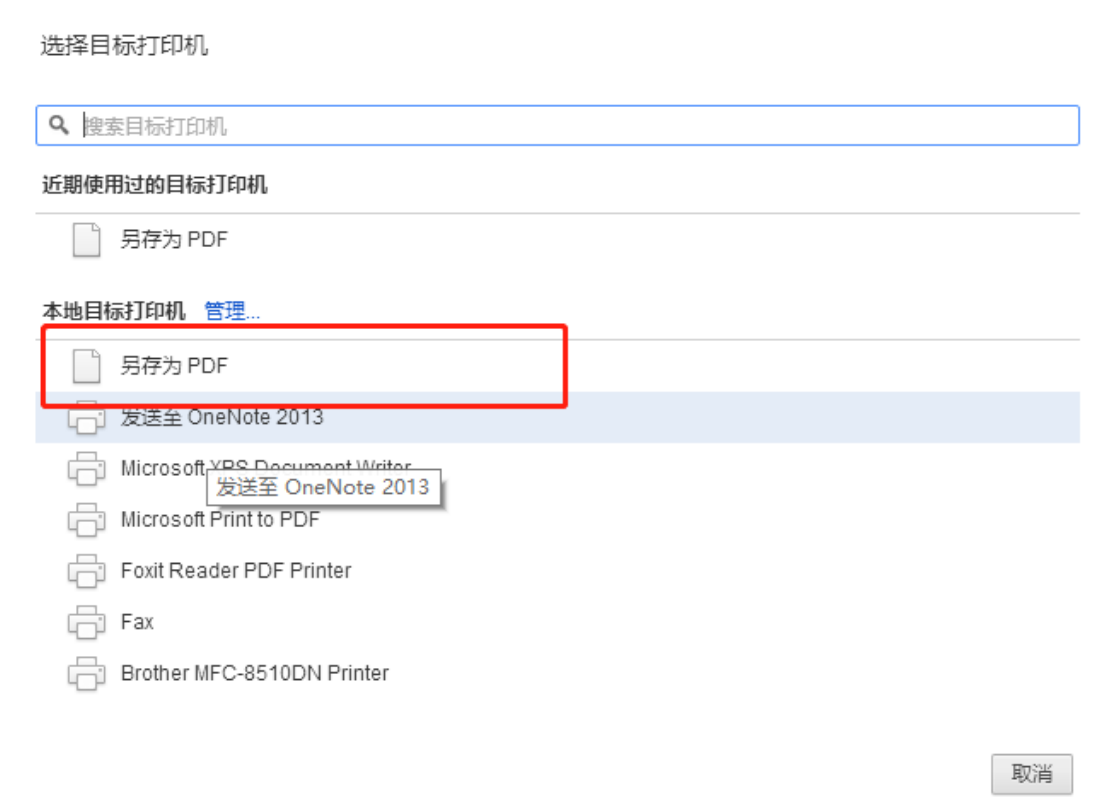 选择目标打印机
搜索目标打印机
近期使用过的目标打印机
另存为 PDF
本地目标打印机 管理...
另存为 PDF
发送至 OneNote 2013
Microsoft XPS Document Writer
发送至 OneNote 2013
Microsoft Print to PDF
Foxit Reader PDF Printer
Fax
Brother MFC-8510DN Printer
取消